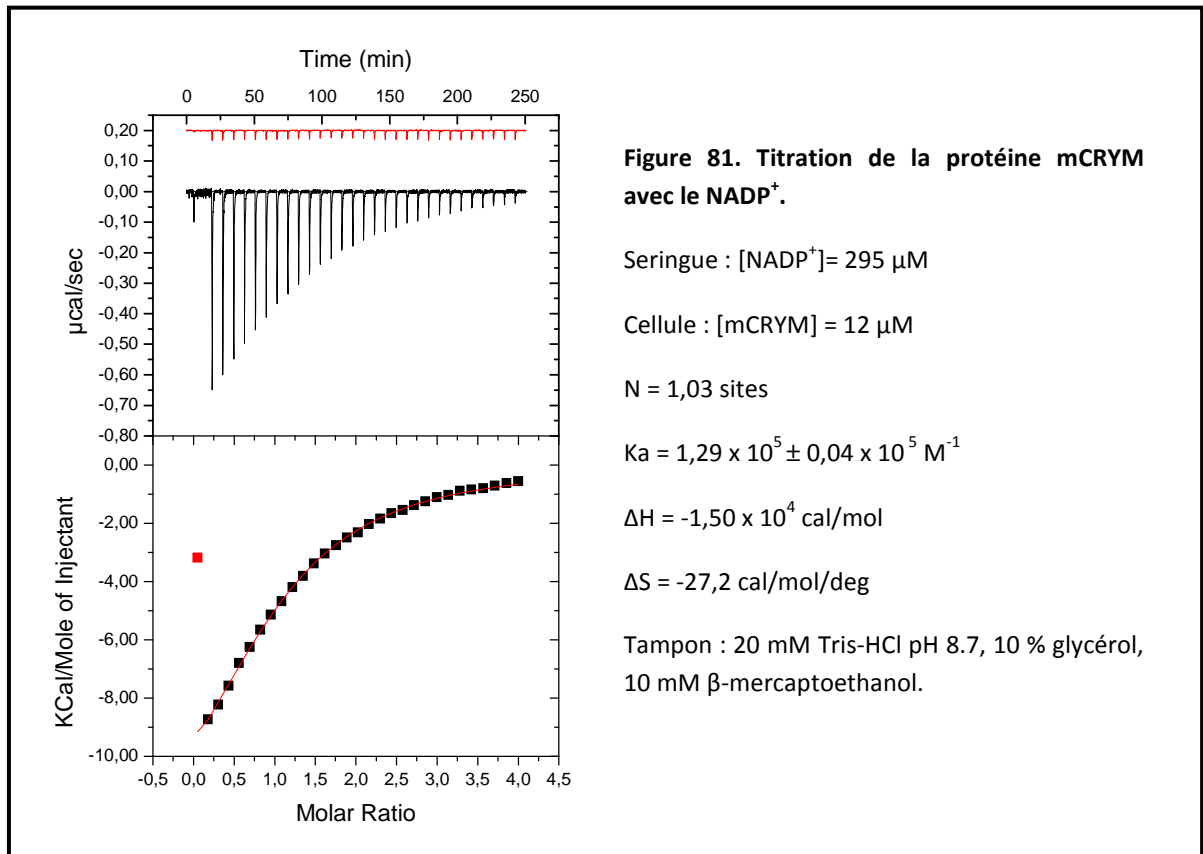 Time (min)
0 50 100 150 200 250
0,20
0,10
0,00
-0,10
-0,20
-0,30
-0,40
-0,50
-0,60
-0,70
-0,80
µcal/sec
0,00
-2,00
-4,00
-6,00
-8,00
-10,00
KCal/Mole of Injectant
-0,5 0,0 0,5 1,0 1,5 2,0 2,5 3,0 3,5 4,0 4,5
Molar Ratio
Figure 81. Titration de la protéine mCRYM
avec le NADP⁺.
Seringue : [NADP⁺]= 295 µM
Cellule : [mCRYM] = 12 µM
N = 1,03 sites
Ka = 1,29 x 10⁵ ± 0,04 x 10⁵ M⁻¹
ΔH = -1,50 x 10⁴ cal/mol
ΔS = -27,2 cal/mol/deg
Tampon : 20 mM Tris-HCl pH 8.7, 10 % glycérol,
10 mM β-mercaptoethanol.